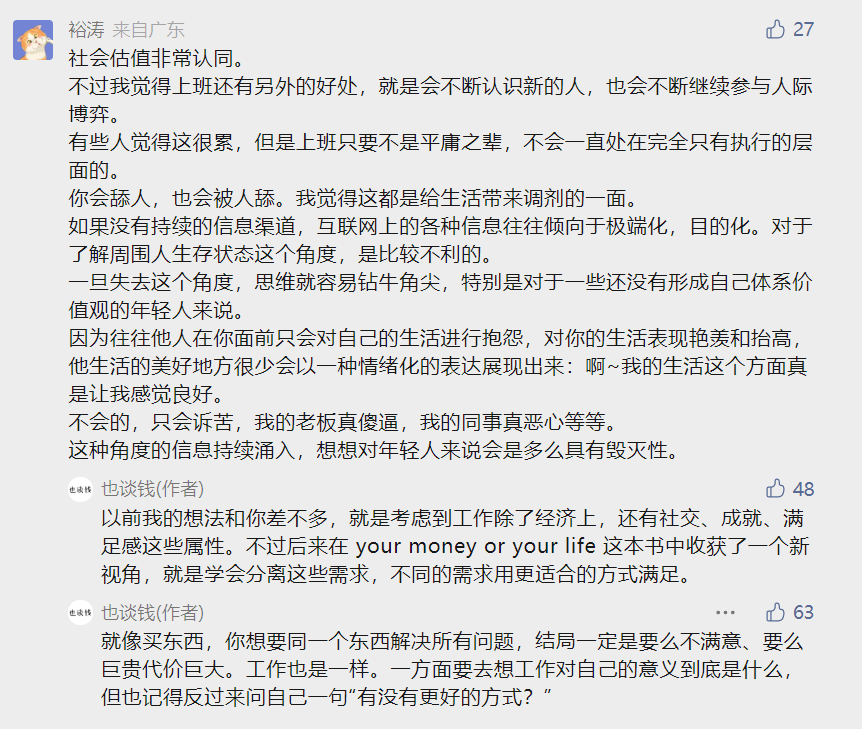 裕涛 来自广东 27
社会估值非常认同。
不过我觉得上班还有另外的好处，就是会不断认识新的人，也会不断继续参与人际
博弈。
有些人觉得这很累，但是上班只要不是平庸之辈，不会一直处在完全只有执行的层
面的。
你会舔人，也会被人舔。我觉得这都是给生活带来调剂的一面。
如果没有持续的信息渠道，互联网上的各种信息往往倾向于极端化，目的化。对于
了解周围人生存状态这个角度，是比较不利的。
一旦失去这个角度，思维就容易钻牛角尖，特别是对于一些还没有形成自己体系价
值观的年轻人来说。
因为往往他人在你面前只会对自己的生活进行抱怨，对你的生活表现艳羡和抬高，
他生活的美好地方很少会以一种情绪化的表达展现出来：啊~我的生活这个方面真
是让我感觉良好。
不会的，只会诉苦，我的老板真傻逼，我的同事真恶心等等。
这种角度的信息持续涌入，想想对年轻人来说会是多么具有毁灭性。
也谈钱 也谈钱(作者) 48
以前我的想法和你差不多，就是考虑到工作除了经济上，还有社交、成就、满
足感这些属性。不过后来在 your money or your life 这本书中收获了一个新
视角，就是学会分离这些需求，不同的需求用更适合的方式满足。
也谈钱 也谈钱(作者) ··· 63
就像买东西，你想要同一个东西解决所有问题，结局一定是要么不满意、要么
巨贵代价巨大。工作也是一样。一方面要去想工作对自己的意义到底是什么，
但也记得反过来问自己一句“有没有更好的方式？”